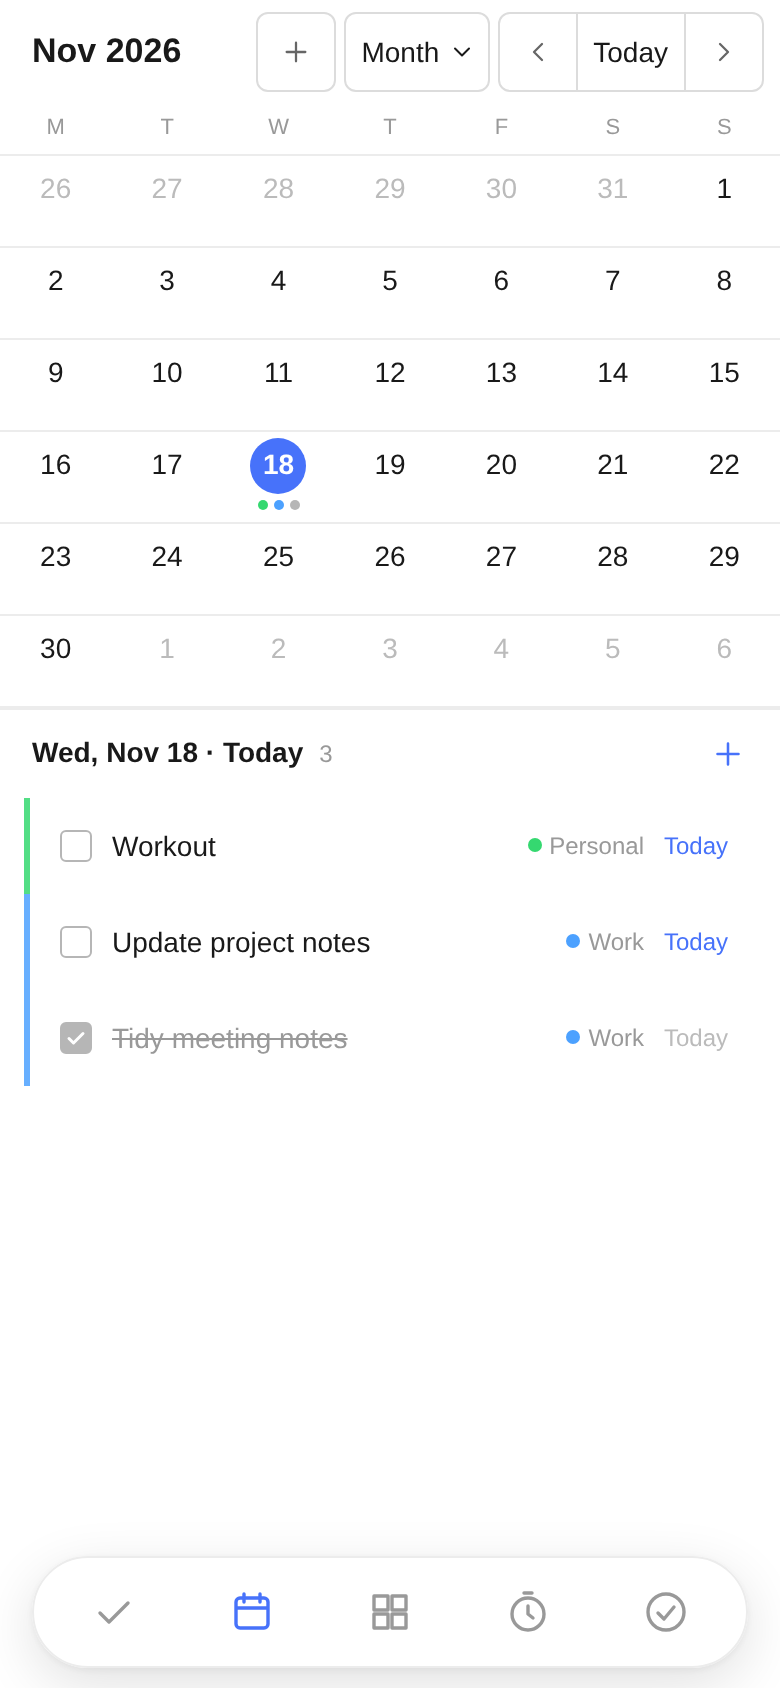 Nov 2026 Month Today
M T W T F S S
26 27 28 29 30 31 1
2 3 4 5 6 7 8
9 10 11 12 13 14 15
16 17 18 19 20 21 22
23 24 25 26 27 28 29
30 1 2 3 4 5 6
Wed, Nov 18 · Today 3
Workout Personal Today
Update project notes Work Today
Tidy meeting notes Work Today